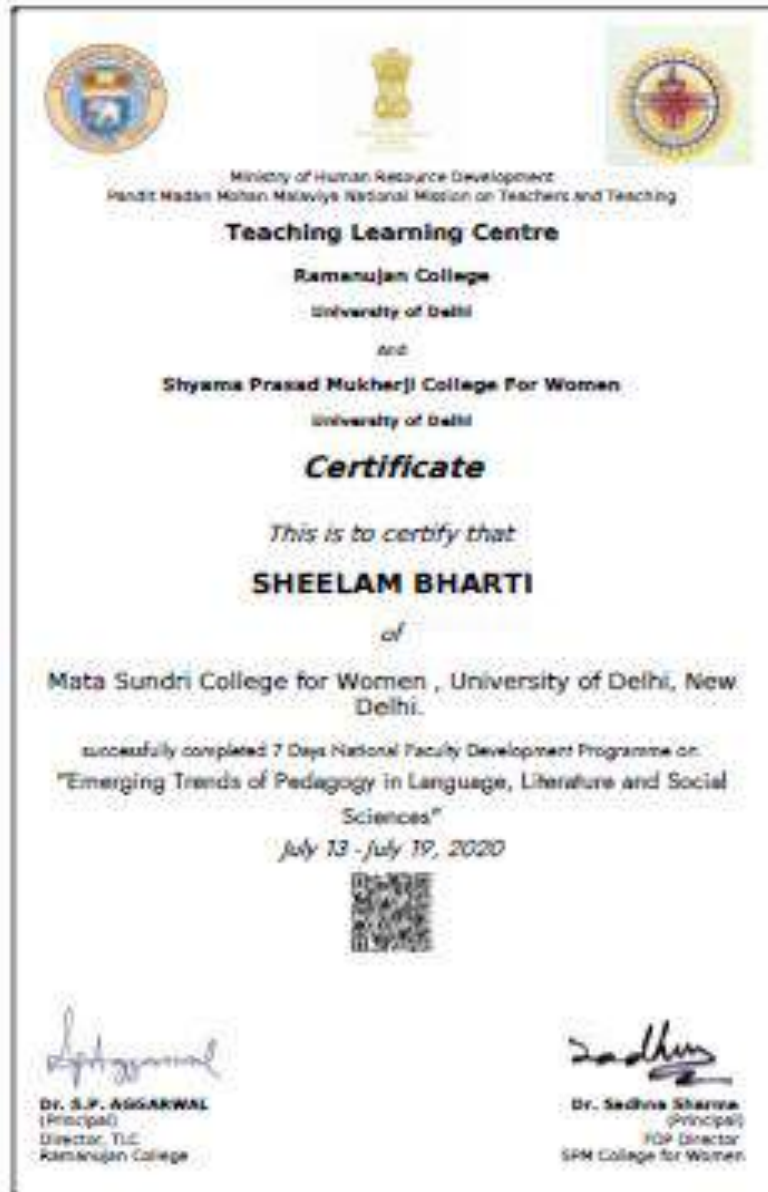 Ministry of Human Resource Development
Pandit Madan Mohan Malaviya National Mission on Teachers and Teaching
Teaching Learning Centre
Ramanujan College
University of Delhi
And
Shyama Prasad Mukherji College For Women
University of Delhi
Certificate
This is to certify that
SHEELAM BHARTI
of
Mata Sundri College for Women , University of Delhi, New
Delhi.
successfully completed 7 Days National Faculty Development Programme on
"Emerging Trends of Pedagogy in Language, Literature and Social
Sciences"
July 13 - July 19, 2020
Dr. S.P. AGGARWAL
(Principal)
Director, TLC
Ramanujan College
Dr. Sadhna Sharma
(Principal)
FDP Director
SPM College for Women